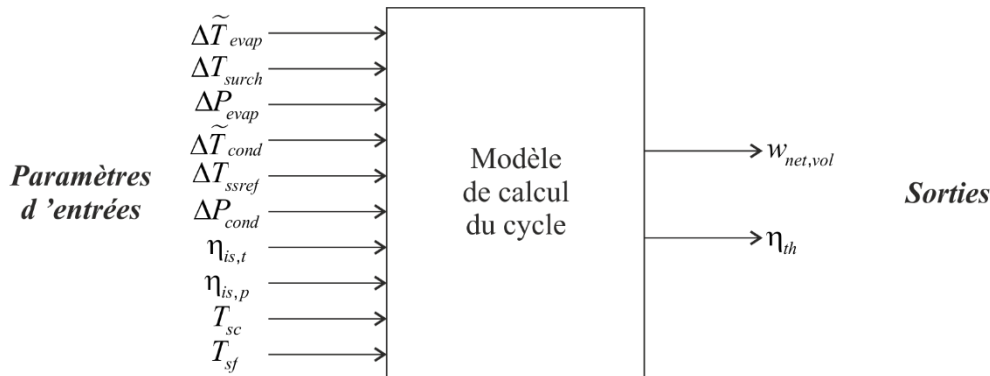 ΔT̃evap
ΔTsurch
ΔPevap
ΔT̃cond
ΔTssref
ΔPcond
ηis,t
ηis,p
Tsc
Tsf
Paramètres
d ’entrées
Modèle
de calcul
du cycle
wnet,vol
ηth
Sorties